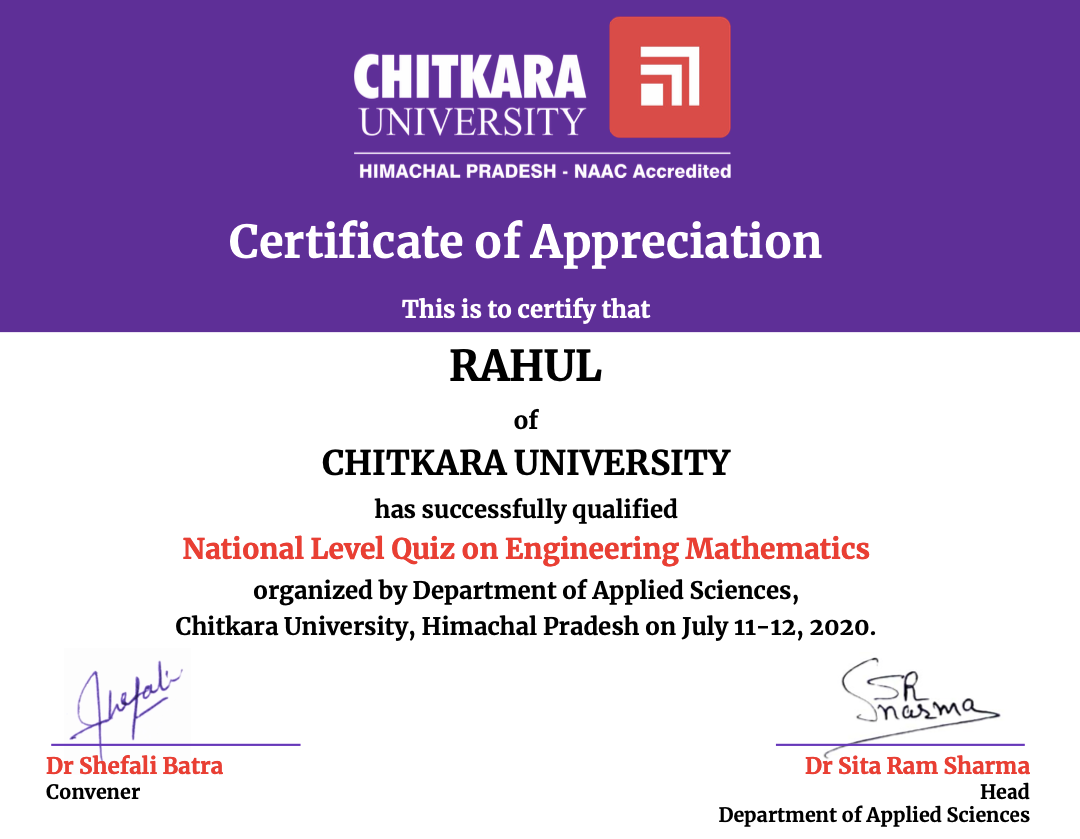 CHITKARA
UNIVERSITY
HIMACHAL PRADESH - NAAC Accredited
Certificate of Appreciation
This is to certify that
RAHUL
of
CHITKARA UNIVERSITY
has successfully qualified
National Level Quiz on Engineering Mathematics
organized by Department of Applied Sciences,
Chitkara University, Himachal Pradesh on July 11-12, 2020.
Shefali
SR Sharma
Dr Shefali Batra
Convener
Dr Sita Ram Sharma
Head
Department of Applied Sciences